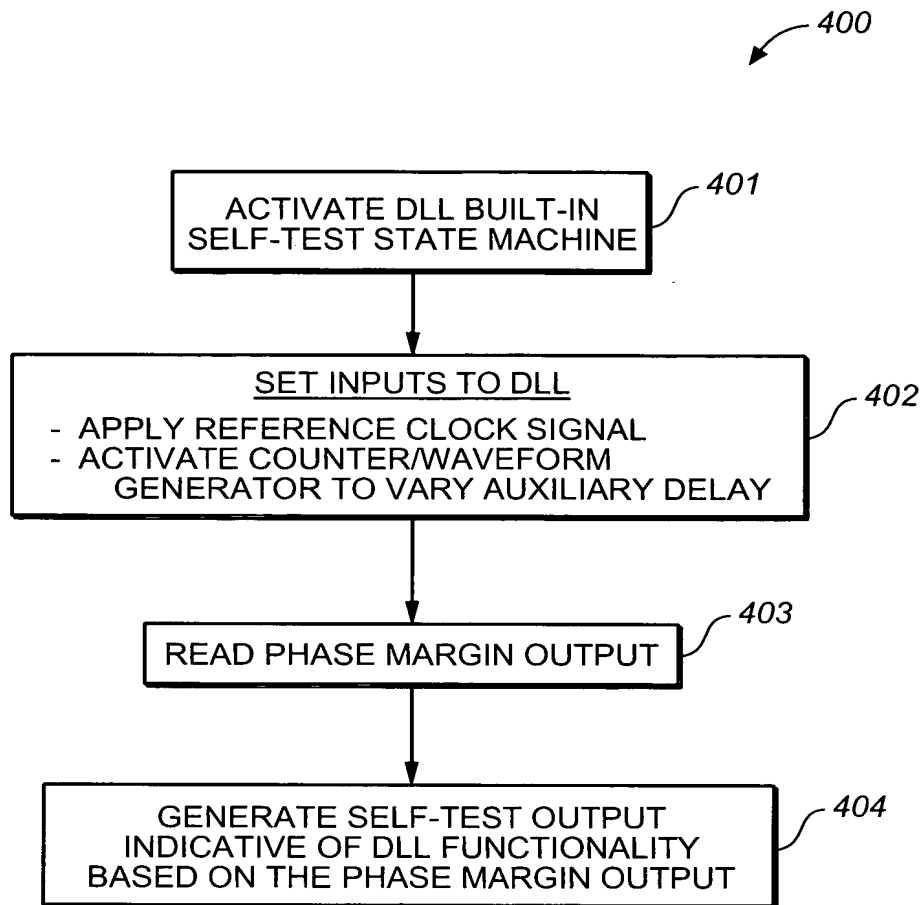 400
401
ACTIVATE DLL BUILT-IN
SELF-TEST STATE MACHINE
402
SET INPUTS TO DLL
- APPLY REFERENCE CLOCK SIGNAL
- ACTIVATE COUNTER/WAVEFORM
GENERATOR TO VARY AUXILIARY DELAY
403
READ PHASE MARGIN OUTPUT
404
GENERATE SELF-TEST OUTPUT
INDICATIVE OF DLL FUNCTIONALITY
BASED ON THE PHASE MARGIN OUTPUT